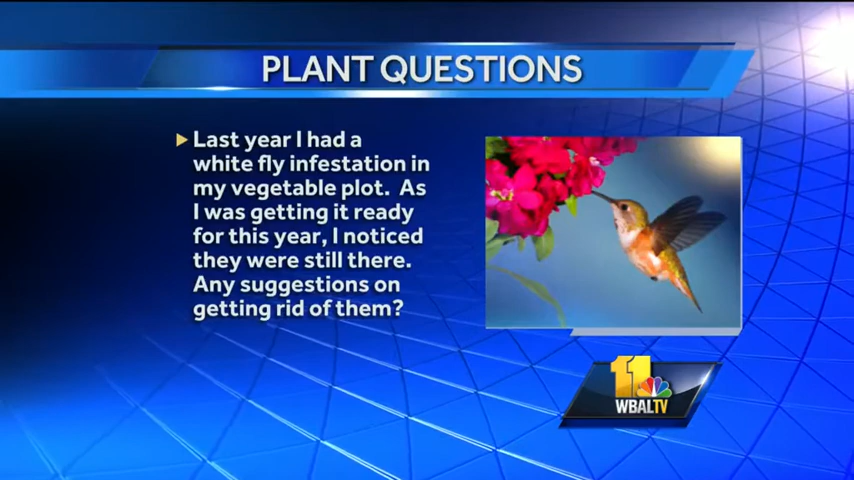 PLANT QUESTIONS
Last year I had a
white fly infestation in
my vegetable plot. As
I was getting it ready
for this year, I noticed
they were still there.
Any suggestions on
getting rid of them?
11
WBALTV